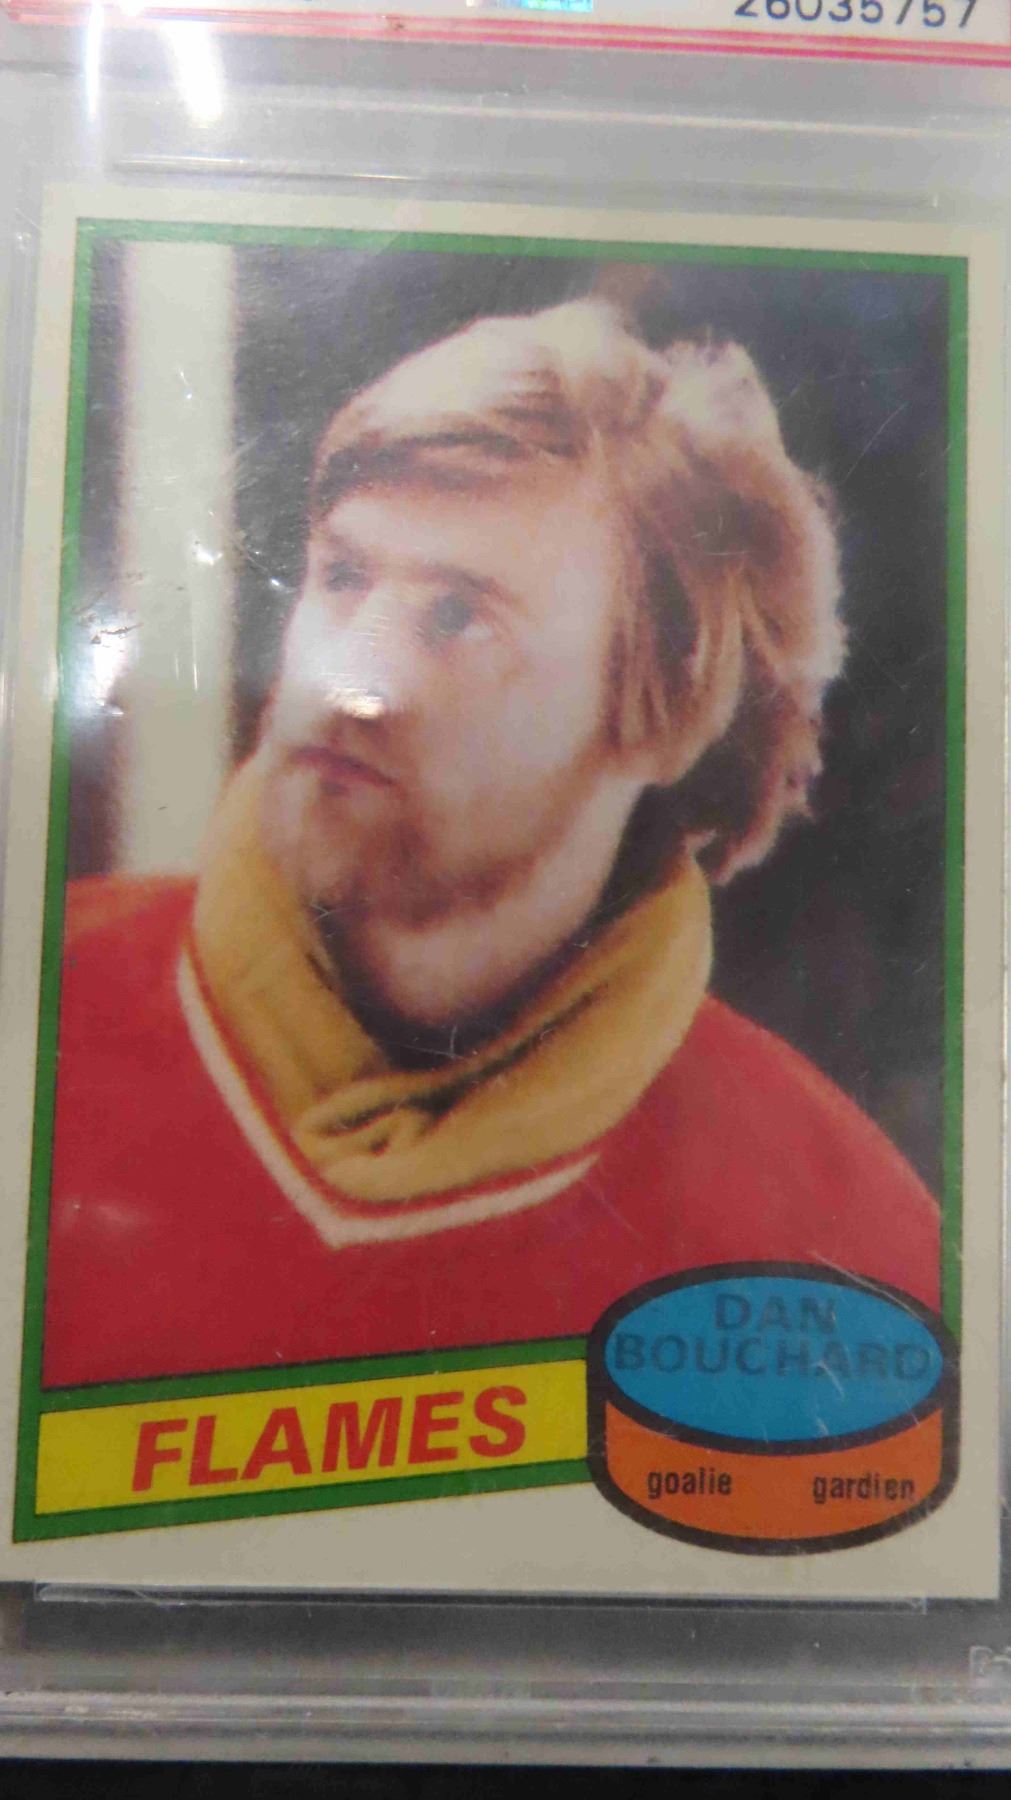 26035757
DAN
BOUCHARD
FLAMES
goalie gardien